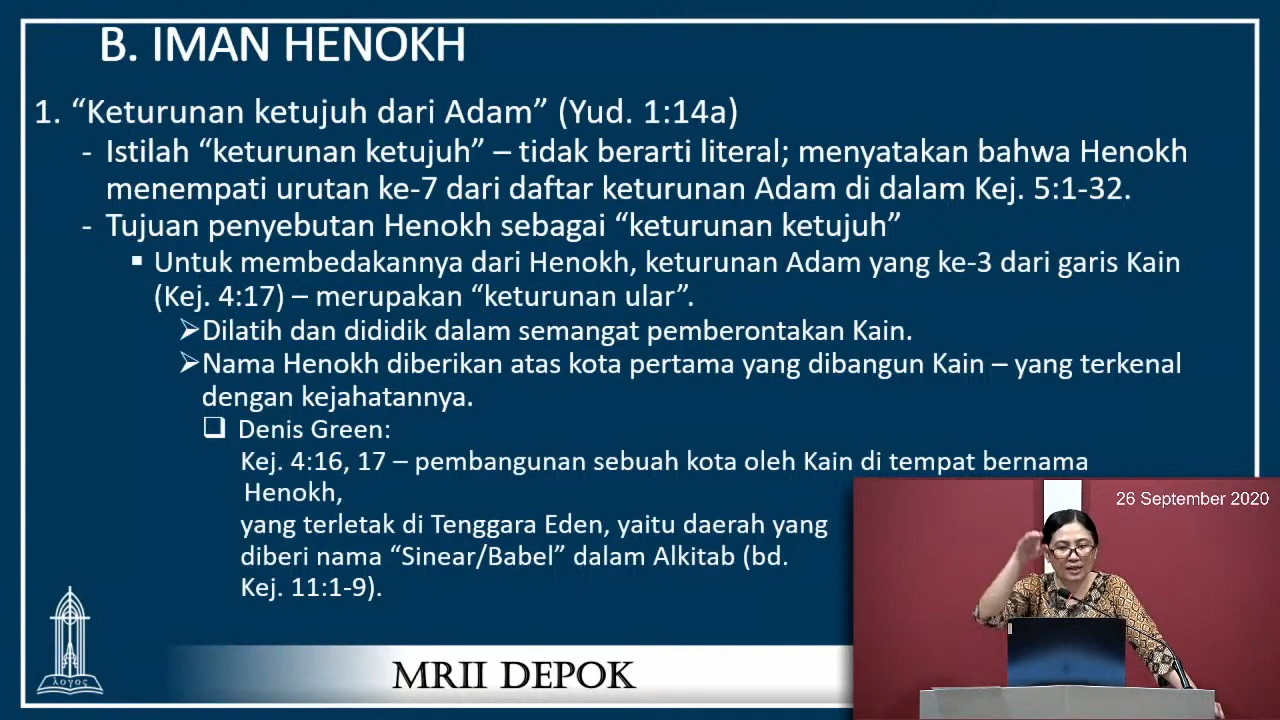 B. IMAN HENOKH
1. “Keturunan ketujuh dari Adam” (Yud. 1:14a)
- Istilah “keturunan ketujuh” – tidak berarti literal; menyatakan bahwa Henokh
menempati urutan ke-7 dari daftar keturunan Adam di dalam Kej. 5:1-32.
- Tujuan penyebutan Henokh sebagai “keturunan ketujuh”
▪ Untuk membedakannya dari Henokh, keturunan Adam yang ke-3 dari garis Kain
(Kej. 4:17) – merupakan “keturunan ular”.
➢Dilatih dan dididik dalam semangat pemberontakan Kain.
➢Nama Henokh diberikan atas kota pertama yang dibangun Kain – yang terkenal
dengan kejahatannya.
❑ Denis Green:
Kej. 4:16, 17 – pembangunan sebuah kota oleh Kain di tempat bernama
Henokh,
yang terletak di Tenggara Eden, yaitu daerah yang
diberi nama “Sinear/Babel” dalam Alkitab (bd.
Kej. 11:1-9).
26 September 2020
λογος
MRII DEPOK